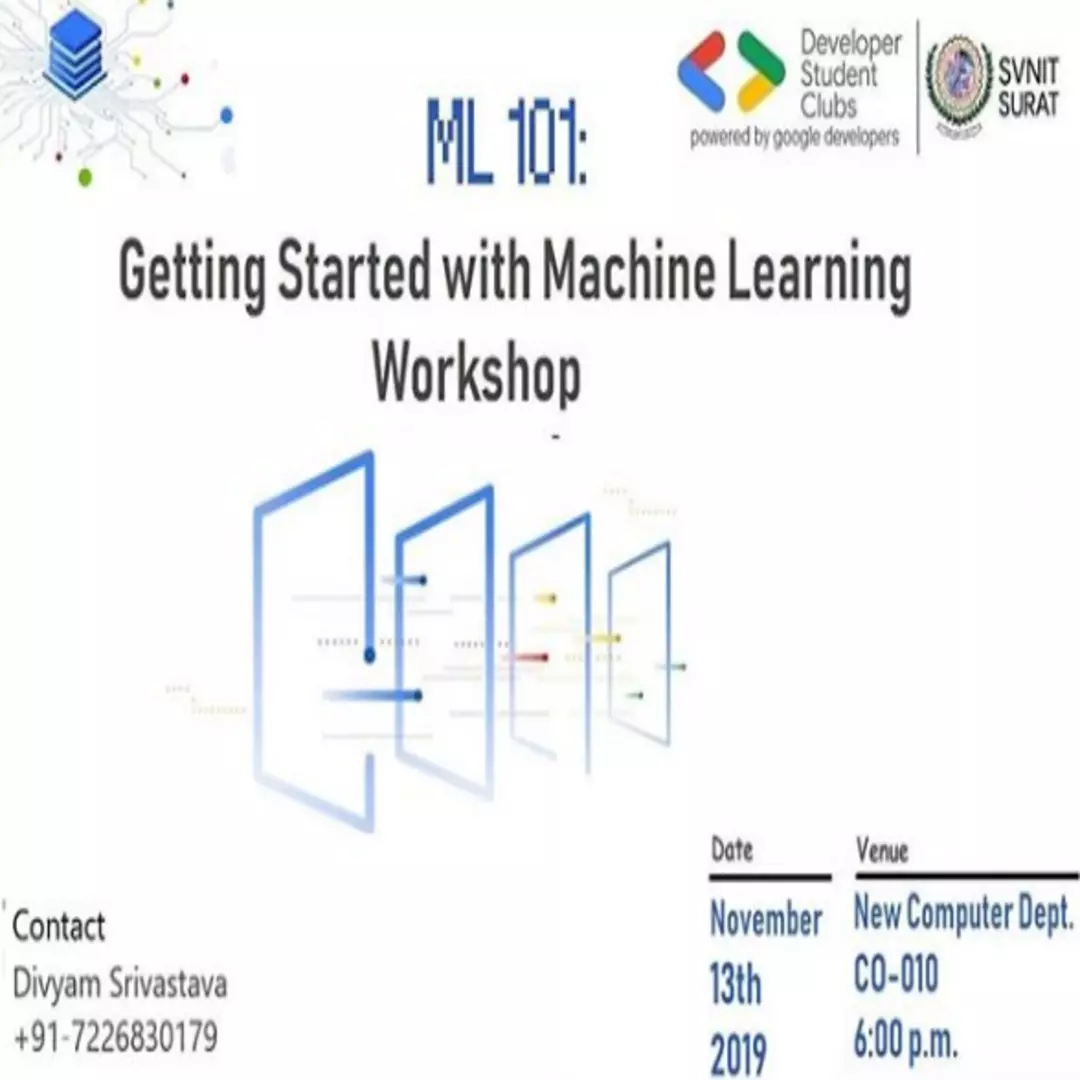 Developer
Student
Clubs
powered by google developers
SVNIT
SURAT
ML 101:
Getting Started with Machine Learning
Workshop
-
Contact
Divyam Srivastava
+91-7226830179
Date
November
13th
2019
Venue
New Computer Dept.
CO-010
6:00 p.m.